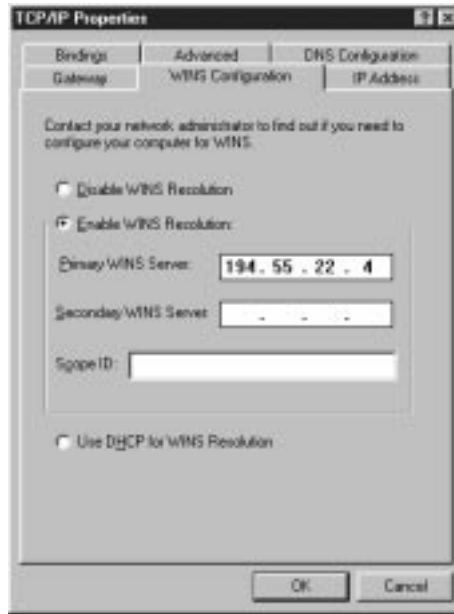 TCP/IP Properties
Bindings Advanced DNS Configuration
Gateway WINS Configuration IP Address
Contact your network administrator to find out if you need to
configure your computer for WINS.
Disable WINS Resolution
Enable WINS Resolution:
Primary WINS Server: 194 . 55 . 22 . 4
Secondary WINS Server: . . .
Scope ID:
Use DHCP for WINS Resolution
OK Cancel